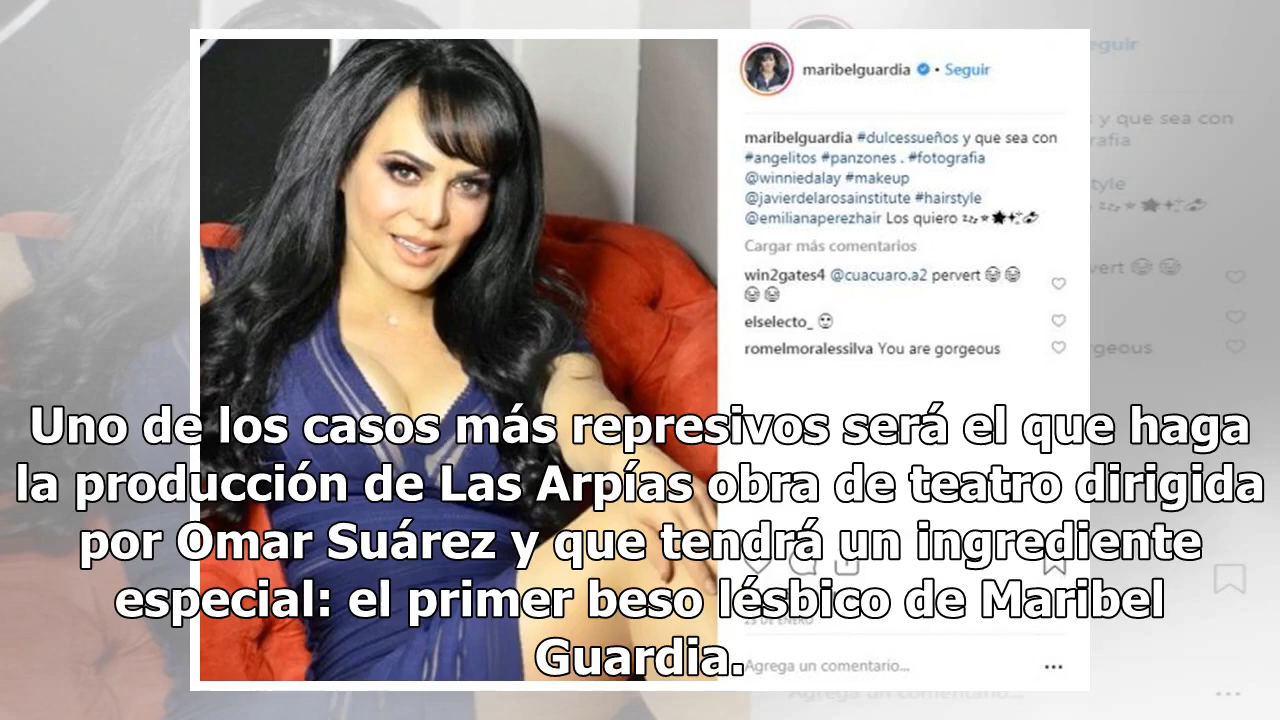 maribelguardia • Seguir
maribelguardia #dulcessueños y que sea con
#angelitos #panzones . #fotografia
@winniedalay #makeup
@javierdelarosainstitute #hairstyle
@emilianaperezhair Los quiero
Cargar más comentarios
win2gates4 @cuacuaro.a2 pervert
elselecto_
romelmoralessilva You are gorgeous
Uno de los casos más represivos será el que haga
la producción de Las Arpías obra de teatro dirigida
por Omar Suárez y que tendrá un ingrediente
especial: el primer beso lésbico de Maribel
Guardia.
23 DE ENERO
Agrega un comentario...